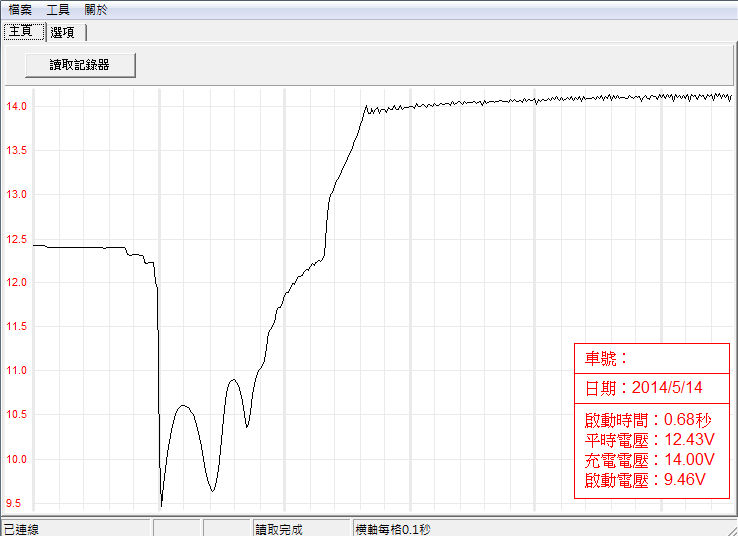 檔案 工具 關於
主頁 選項
讀取記錄器
14.0
13.5
13.0
12.5
12.0
11.5
11.0
10.5
10.0
9.5
車號：
日期：2014/5/14
啟動時間：0.68秒
平時電壓：12.43V
充電電壓：14.00V
啟動電壓：9.46V
已連線 讀取完成 橫軸每格0.1秒